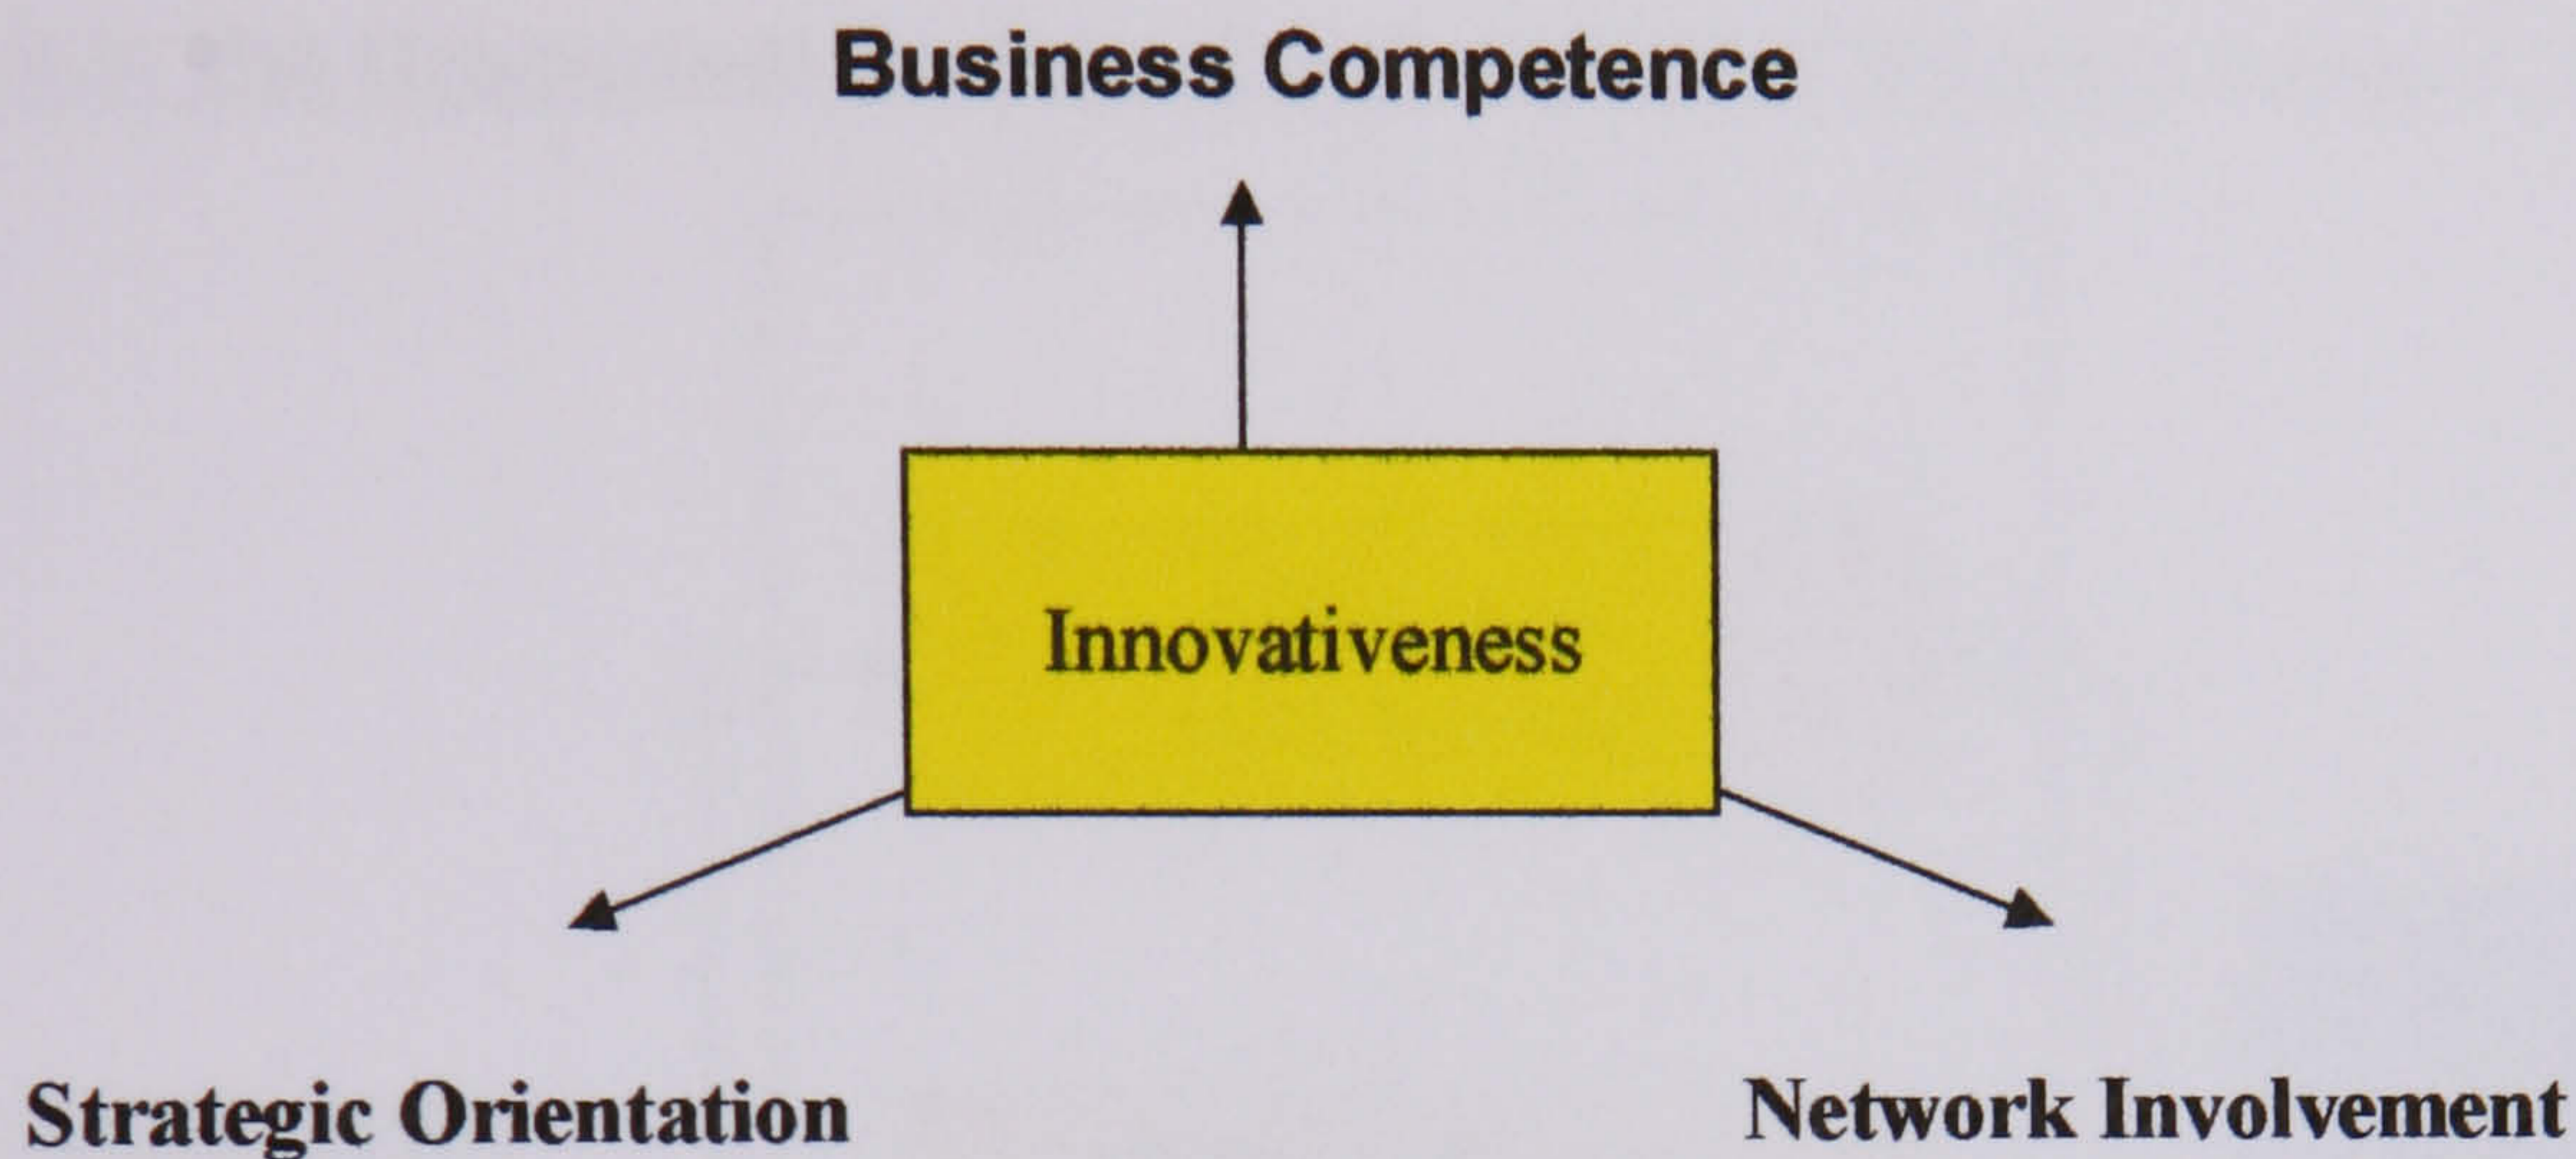 Business Competence
Innovativeness
Strategic Orientation
Network Involvement